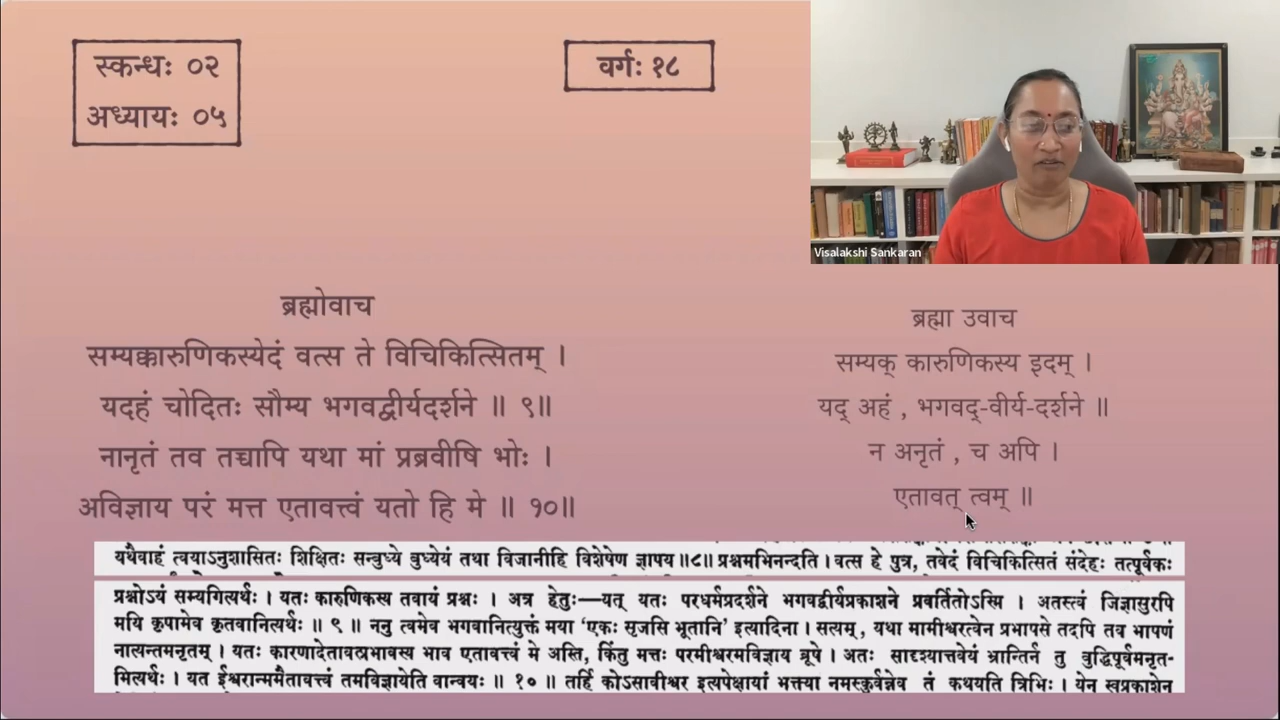 स्कन्धः ०२
अध्यायः ०५
वर्गः १८
Visalakshi Sankaran
ब्रह्मोवाच
सम्यक्कारुणिकस्येदं वत्स ते विचिकित्सितम् ।
यदहं चोदितः सौम्य भगवद्वीर्यदर्शने ॥ ९॥
नानृतं तव तच्चापि यथा मां प्रब्रवीषि भोः ।
अविज्ञाय परं मत्त एतावत्त्वं यतो हि मे ॥ १०॥
ब्रह्मा उवाच
सम्यक् कारुणिकस्य इदम् ।
यद् अहं , भगवद्-वीर्य-दर्शने ॥
न अनृतं , च अपि ।
एतावत् त्वम् ॥
यथैवाहं त्वयाऽनुशासितः शिक्षितः सन्बुध्ये बुध्येयं तथा विजानीहि विशेषेण ज्ञापय ॥८॥ प्रश्नमभिनन्दति । वत्स हे पुत्र, तवेदं विचिकित्सितं संदेहः तत्पूर्वकः
प्रश्नोऽयं सम्यगित्यर्थः । यतः कारुणिकस्य तवायं प्रश्नः । अत्र हेतुः—यत् यतः परधर्मप्रदर्शने भगवद्वीर्यप्रकाशने प्रवर्तितोऽस्मि । अतस्त्वं जिज्ञासुरपि
मयि कृपामेव कृतवानित्यर्थः ॥ ९ ॥ ननु त्वमेव भगवानित्युक्तं मया ‘एकः सृजसि भूतानि’ इत्यादिना । सत्यम् , यथा मामीश्वरत्वेन प्रभाषसे तदपि तव भाषणं
नात्यन्तमनृतम् । यतः कारणादेतावत्प्रभावस्य भाव एतावत्त्वं मे अस्ति, किंतु मत्तः परमीश्वरमविज्ञाय ब्रूषे । अतः सादृश्यात्तवेयं भ्रान्तिर्न तु बुद्धिपूर्वमनृत-
मित्यर्थः । यत ईश्वरान्ममैतावत्त्वं तमविज्ञायेति वान्वयः ॥ १० ॥ तर्हि कोऽसावीश्वर इत्यपेक्षायां भक्त्या नमस्कुर्वन्नेव तं कथयति त्रिभिः । येन स्वप्रकाशेन